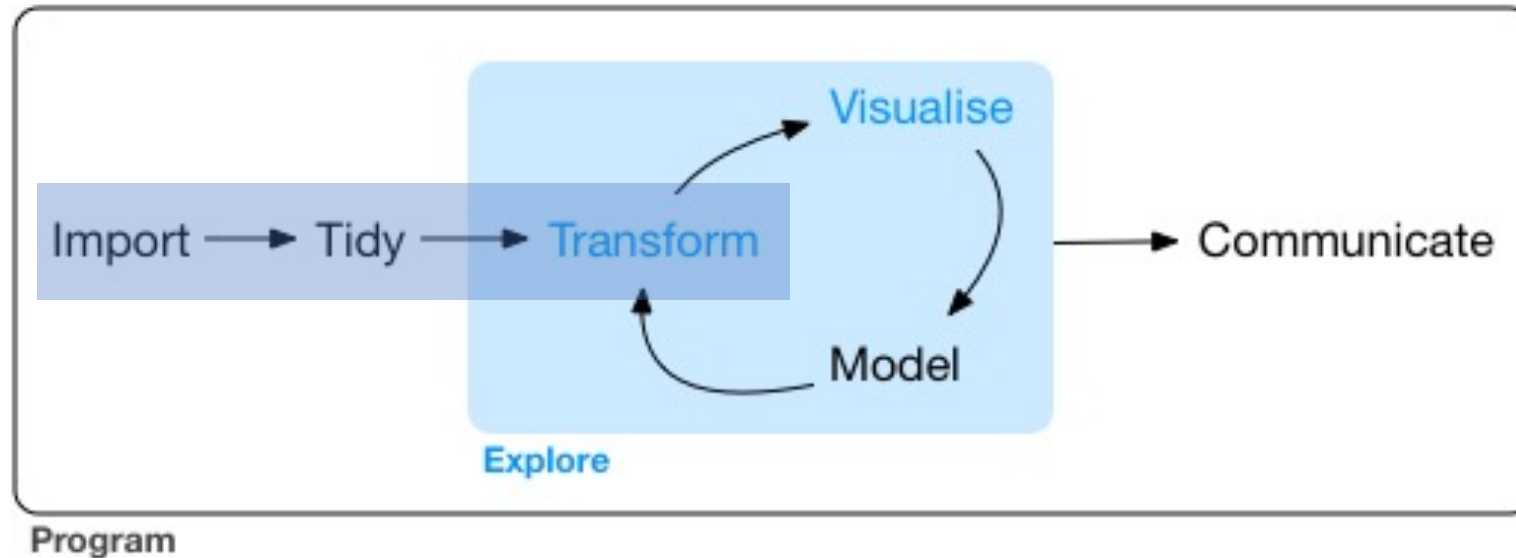 Visualise
Import Tidy Transform Communicate
Model
Explore
Program